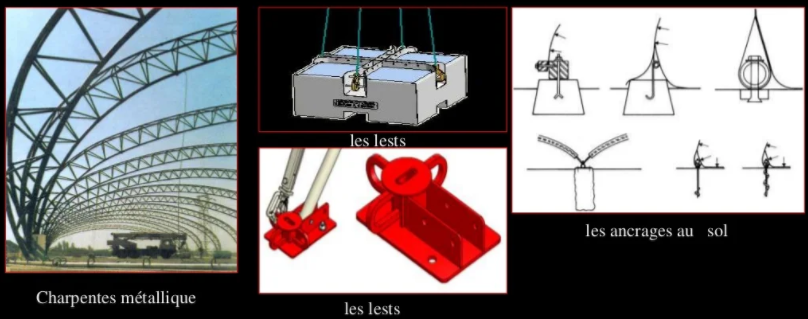 les lests
les ancrages au sol
Charpentes métallique
les lests